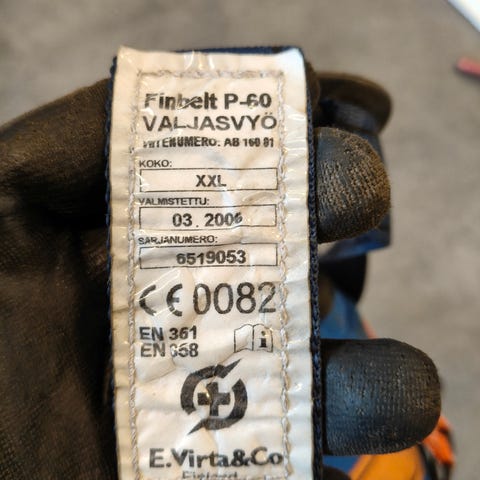 Finbelt P-60
VALJASVYÖ
VIITENUMERO: AB 160 01
KOKO:
XXL
VALMISTETTU:
03.2006
SARJANUMERO:
6519053
CE 0082
EN 361
EN 358
i
E.Virta&Co
Finland